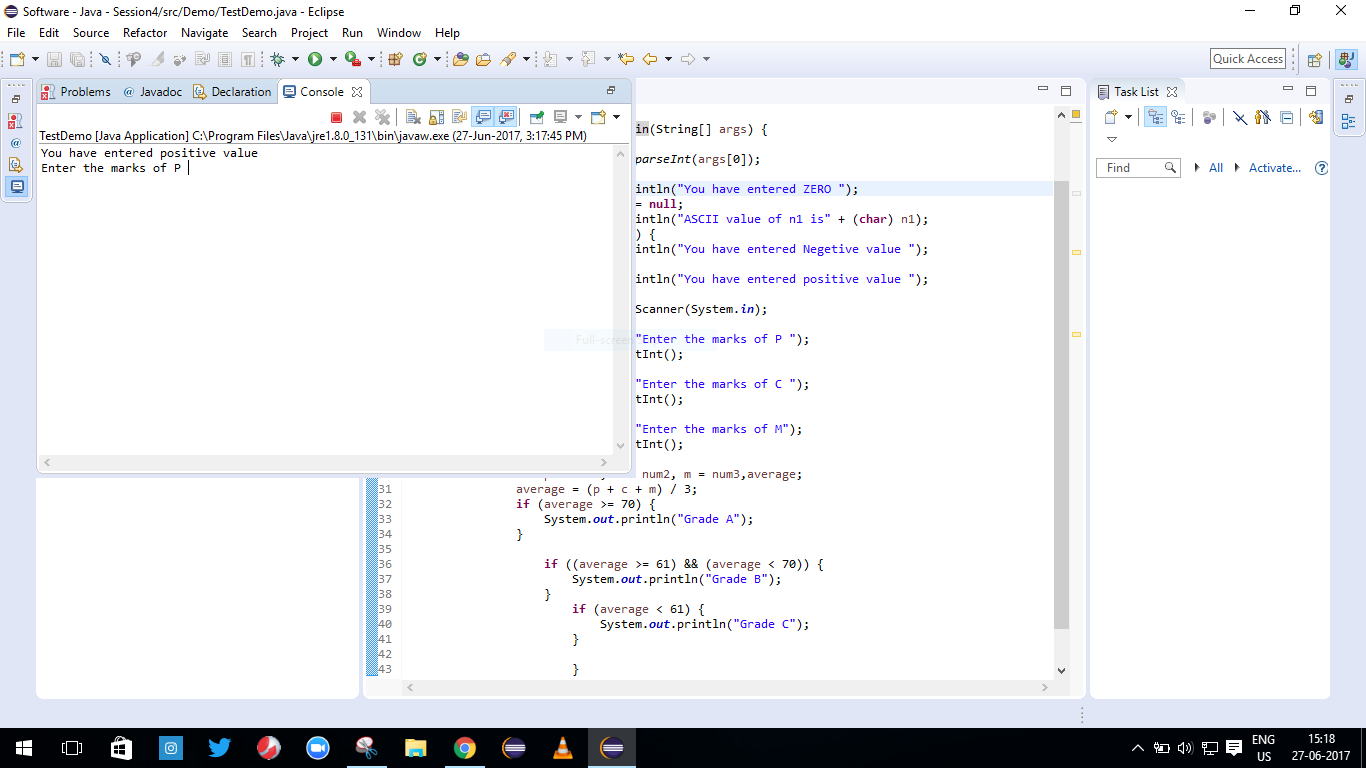 Software - Java - Session4/src/Demo/TestDemo.java - Eclipse
File Edit Source Refactor Navigate Search Project Run Window Help
Quick Access
Problems @ Javadoc Declaration Console
TestDemo [Java Application] C:\Program Files\Java\jre1.8.0_131\bin\javaw.exe (27-Jun-2017, 3:17:45 PM)
You have entered positive value
Enter the marks of P
in(String[] args) {
parseInt(args[0]);
intln("You have entered ZERO ");
= null;
intln("ASCII value of n1 is" + (char) n1);
) {
intln("You have entered Negetive value ");
intln("You have entered positive value ");
Scanner(System.in);
Full-screen
"Enter the marks of P ");
tInt();
"Enter the marks of C ");
tInt();
"Enter the marks of M");
tInt();
num2, m = num3,average;
31 average = (p + c + m) / 3;
32 if (average >= 70) {
33 System.out.println("Grade A");
34 }
35
36 if ((average >= 61) && (average < 70)) {
37 System.out.println("Grade B");
38 }
39 if (average < 61) {
40 System.out.println("Grade C");
41 }
42
43 }
Task List
Find All Activate...
ENG
US
15:18
27-06-2017